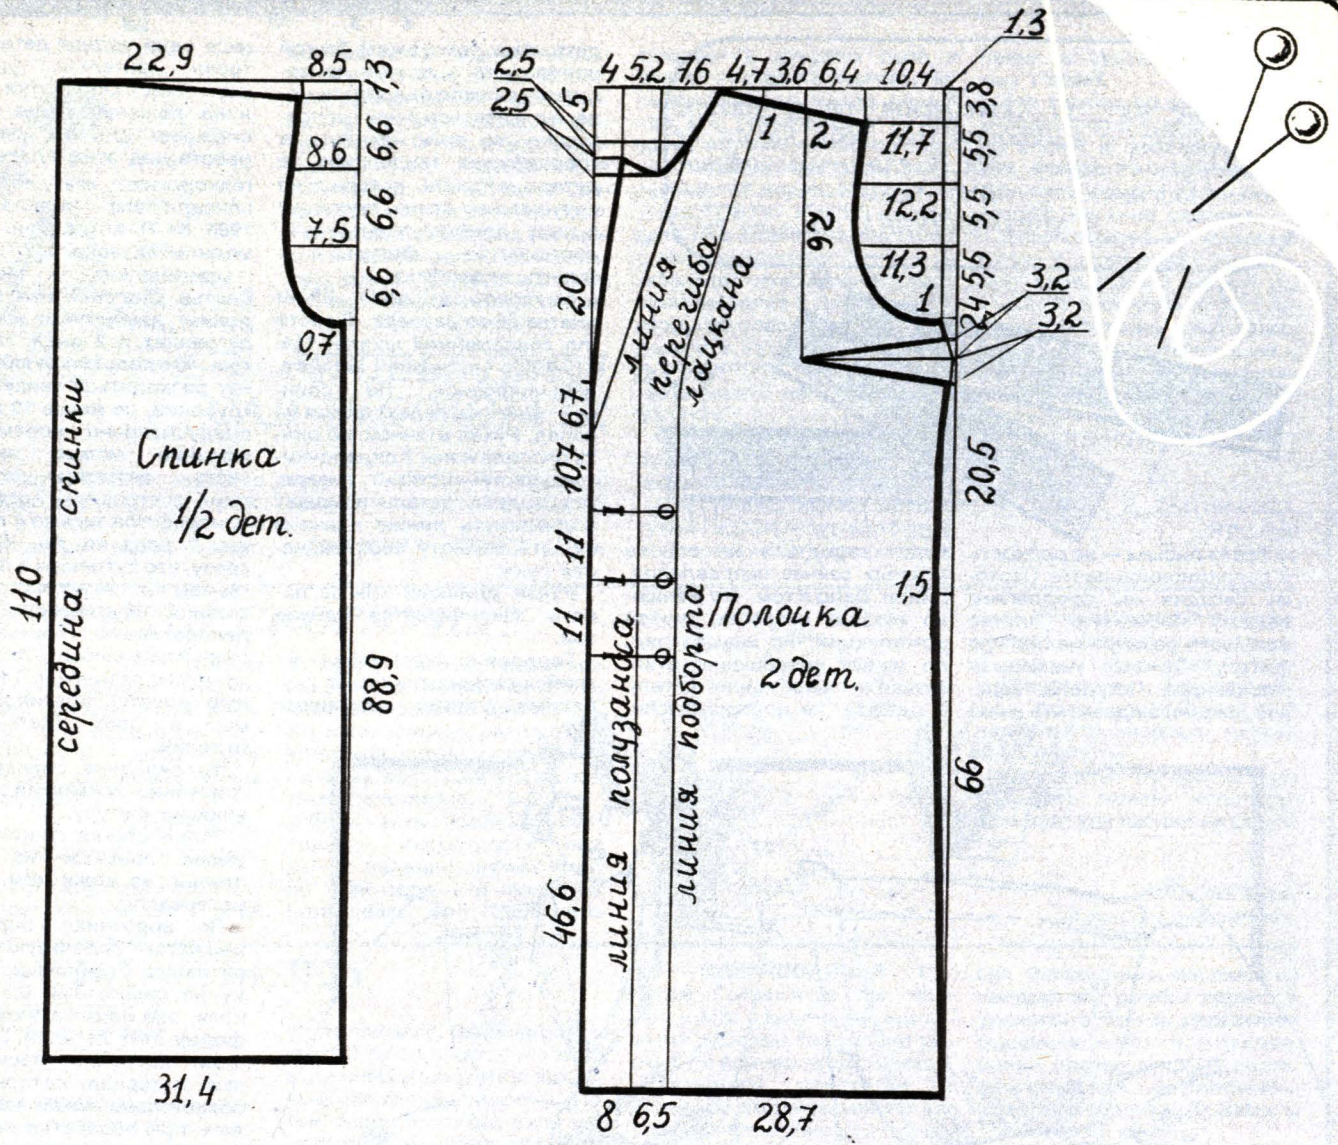 22,9 8,5 1,3
6,6
8,6
6,6
7,5
6,6
0,7
середина спинки
Спинка
1/2 дет.
110
88,9
31,4
1,3
2,5 4 5,2 7,6 4,7 3,6 6,4 10,4
2,5 5 3,8
1 2 11,7 5,5
12,2 5,5
26
11,3 5,5
1 2,4
3,2
3,2
20
линия
перегиба
лацкана
6,7
10,7
20,5
11
1,5
11
Полочка
2 дет.
линия полузаноса
линия подборта
66
46,6
8 6,5 28,7